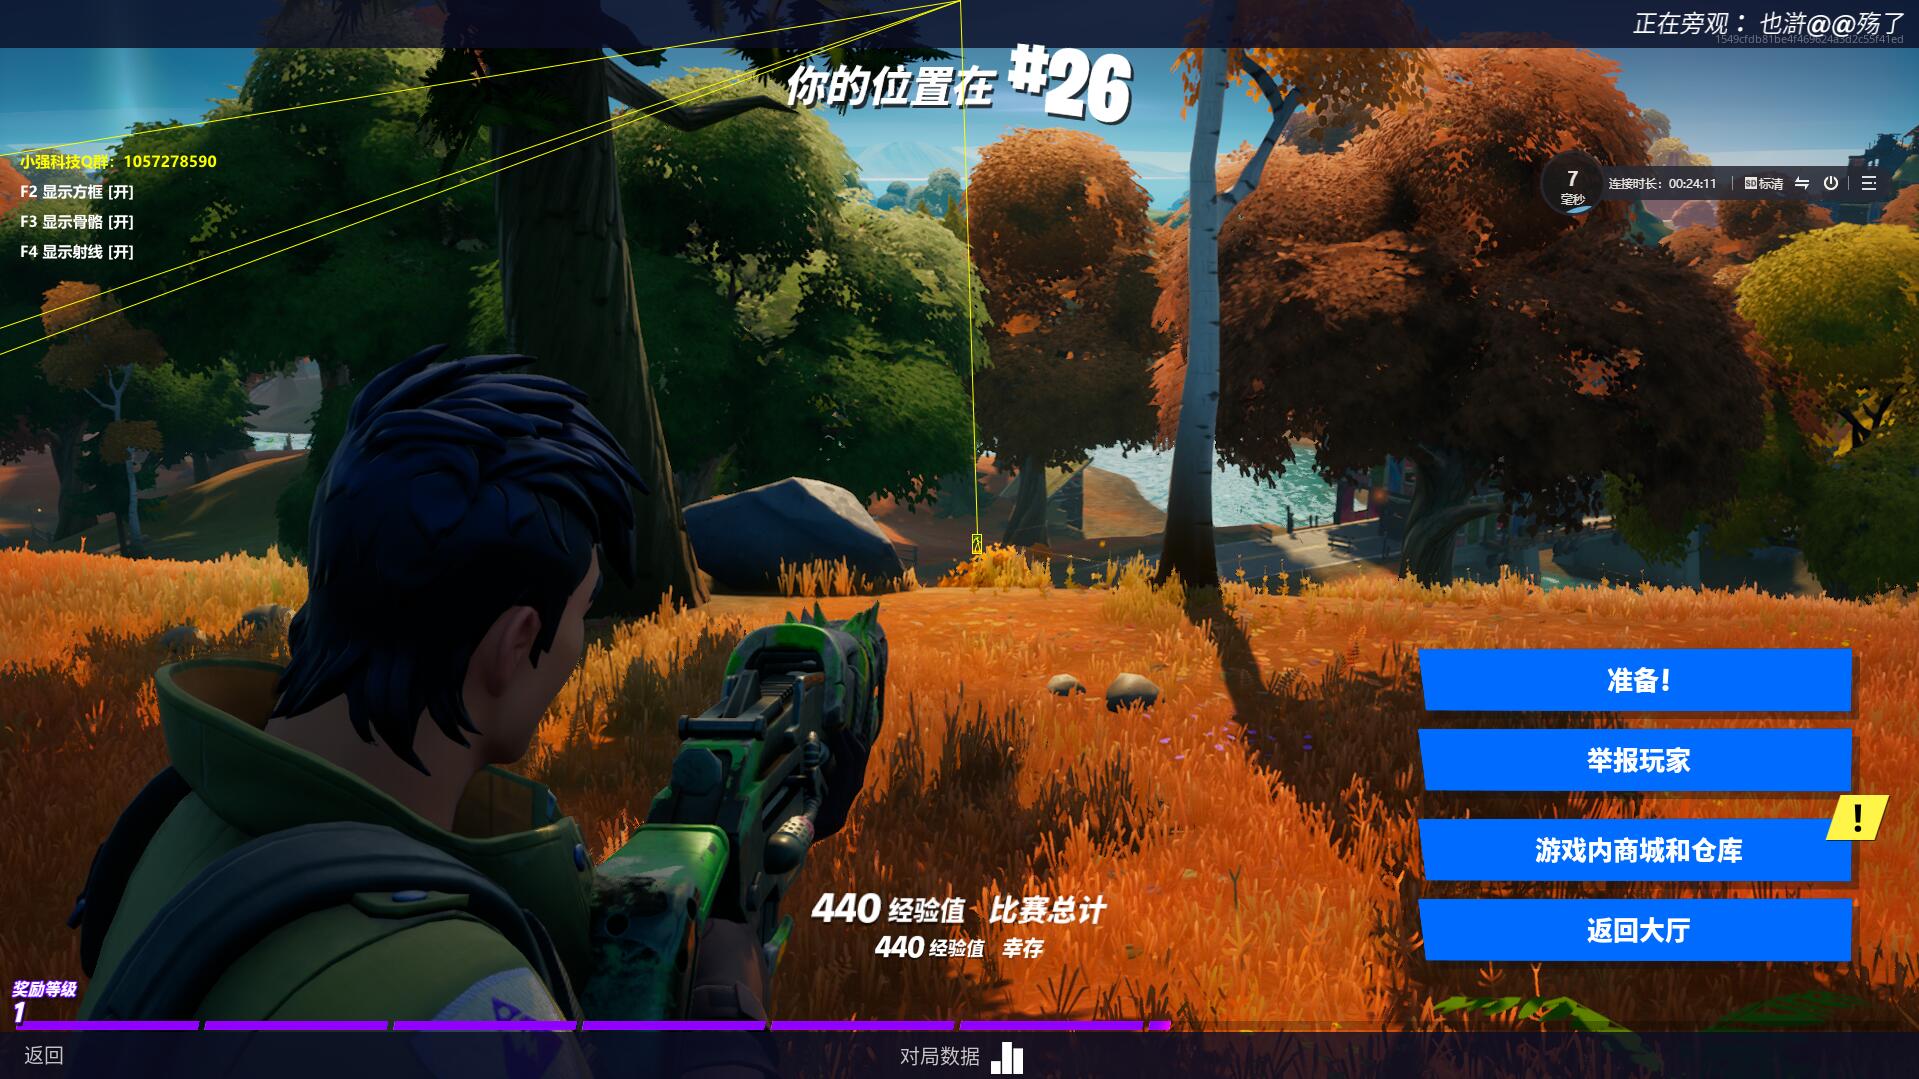 正在旁观： 也浒@@殇了
你的位置在 #26
小强科技Q群：1057278590
F2 显示方框 [开]
F3 显示骨骼 [开]
F4 显示射线 [开]
7
毫秒
连接时长：00:24:11
SD 标清
准备！
举报玩家
!
游戏内商城和仓库
返回大厅
440 经验值 比赛总计
440 经验值 幸存
奖励等级
1
返回
对局数据